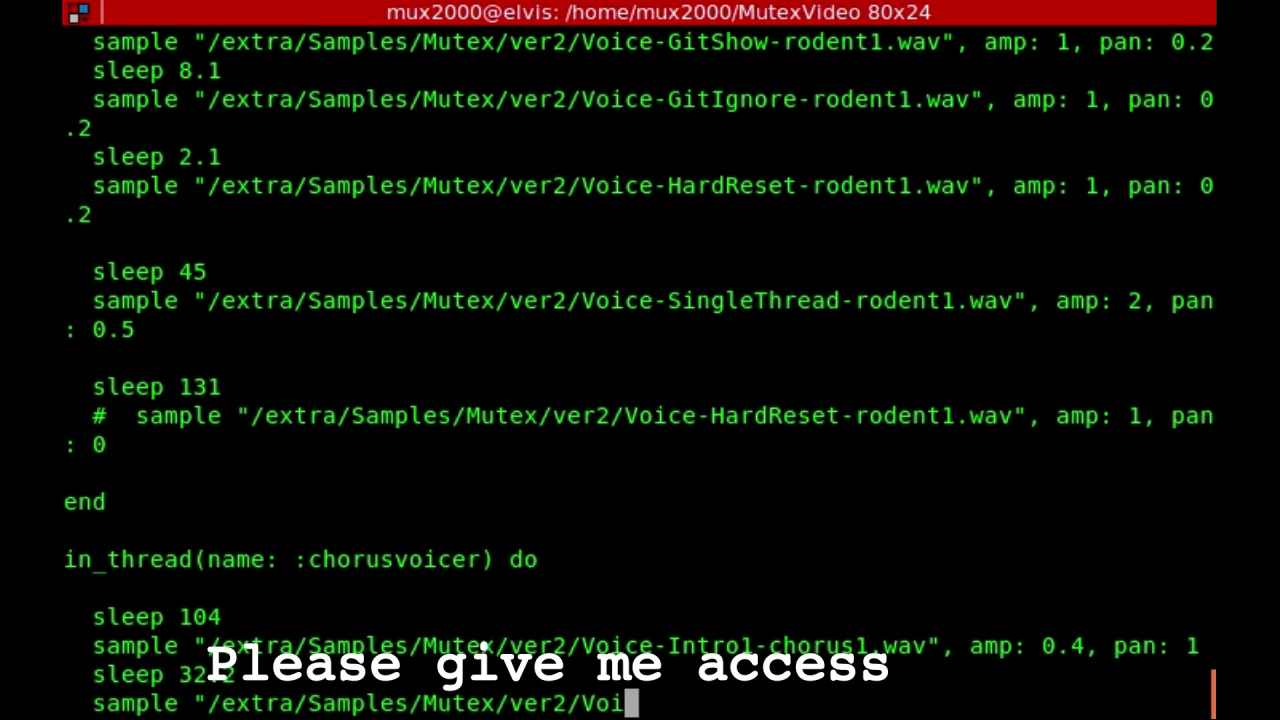 mux2000@elvis: /home/mux2000/MutexVideo 80x24
sample "/extra/Samples/Mutex/ver2/Voice-GitShow-rodent1.wav", amp: 1, pan: 0.2
sleep 8.1
sample "/extra/Samples/Mutex/ver2/Voice-GitIgnore-rodent1.wav", amp: 1, pan: 0
.2
sleep 2.1
sample "/extra/Samples/Mutex/ver2/Voice-HardReset-rodent1.wav", amp: 1, pan: 0
.2
sleep 45
sample "/extra/Samples/Mutex/ver2/Voice-SingleThread-rodent1.wav", amp: 2, pan
: 0.5
sleep 131
#  sample "/extra/Samples/Mutex/ver2/Voice-HardReset-rodent1.wav", amp: 1, pan
: 0
end
in_thread(name: :chorusvoicer) do
sleep 104
sample "/extra/Samples/Mutex/ver2/Voice-Intro1-chorus1.wav", amp: 0.4, pan: 1
Please give me access
sleep 32.2
sample "/extra/Samples/Mutex/ver2/Voi